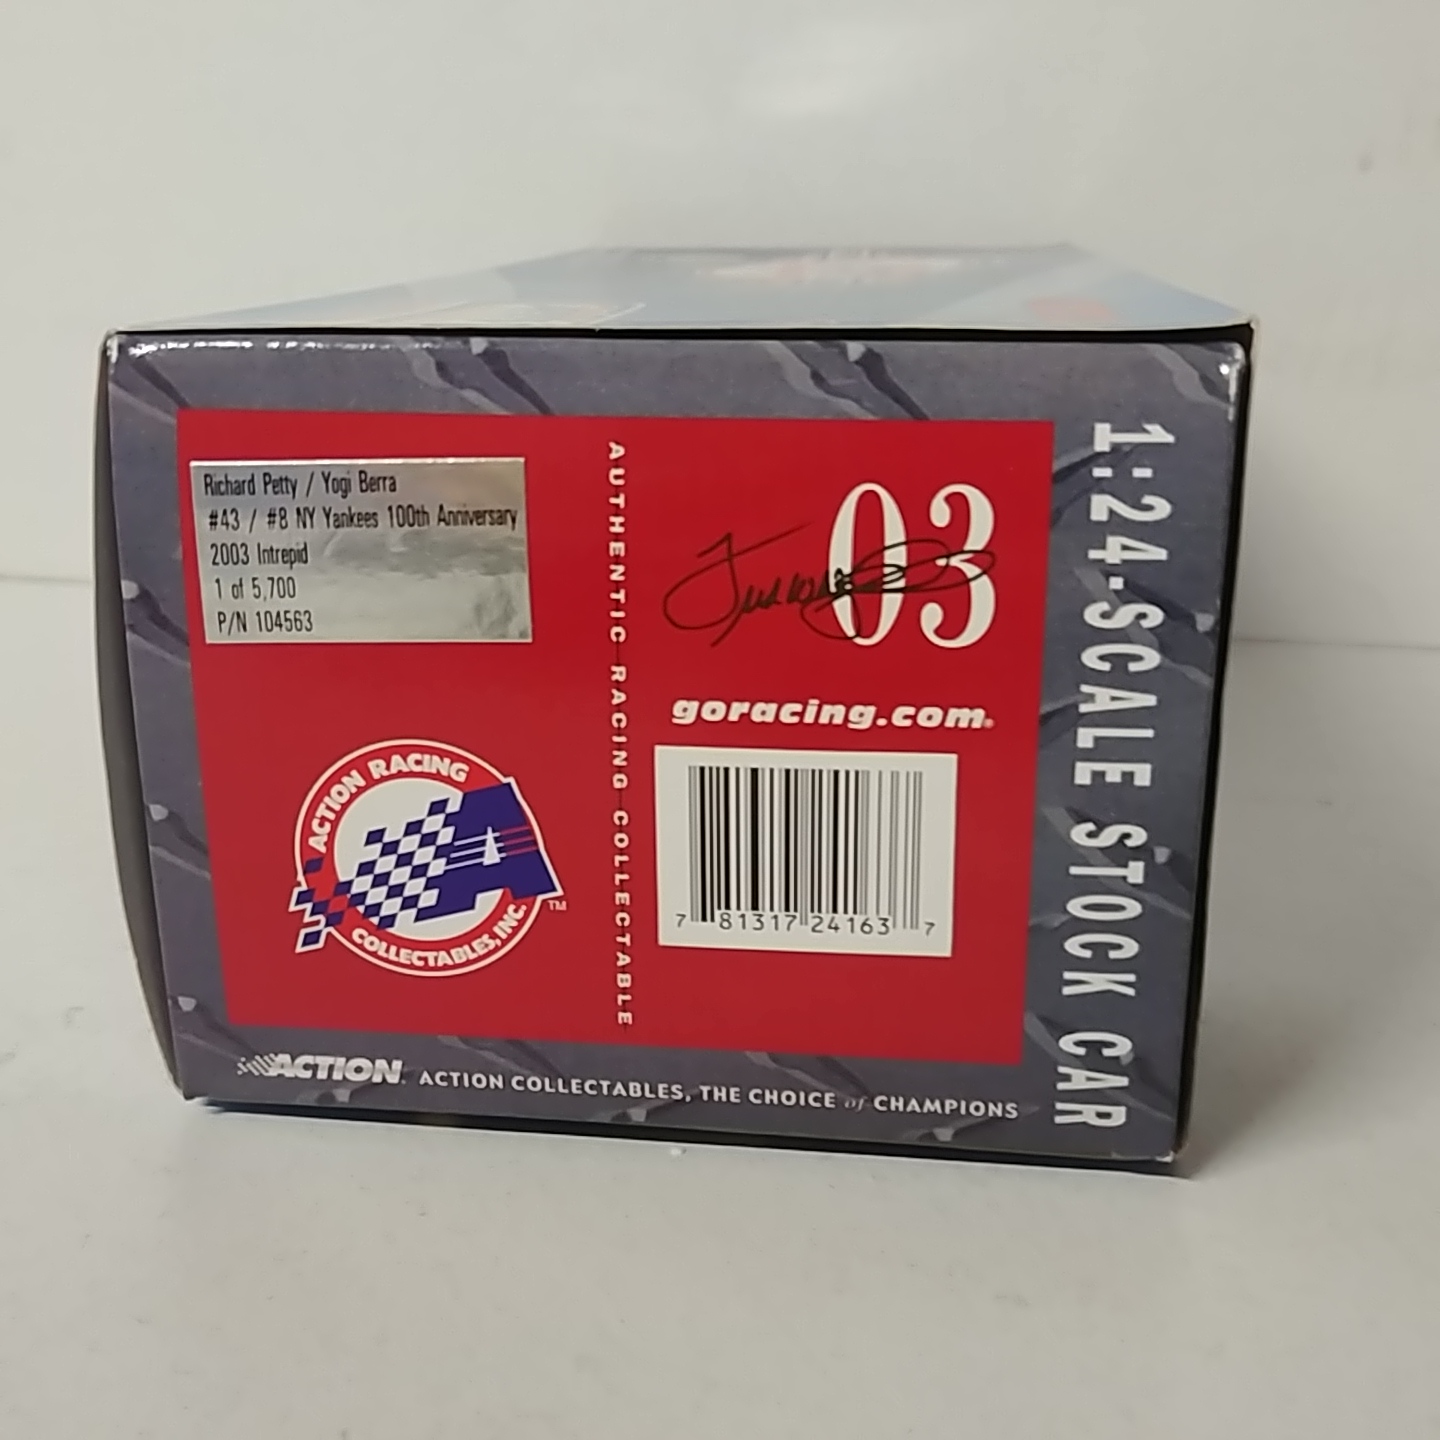 Richard Petty / Yogi Berra
#43 / #8 NY Yankees 100th Anniversary
2003 Intrepid
1 of 5,700
P/N 104563
AUTHENTIC RACING COLLECTABLE
03
goracing.com.
7 81317 24163 7
ACTION RACING
COLLECTABLES, INC.
TM
1:24-SCALE STOCK CAR
ACTION. ACTION COLLECTABLES, THE CHOICE of CHAMPIONS